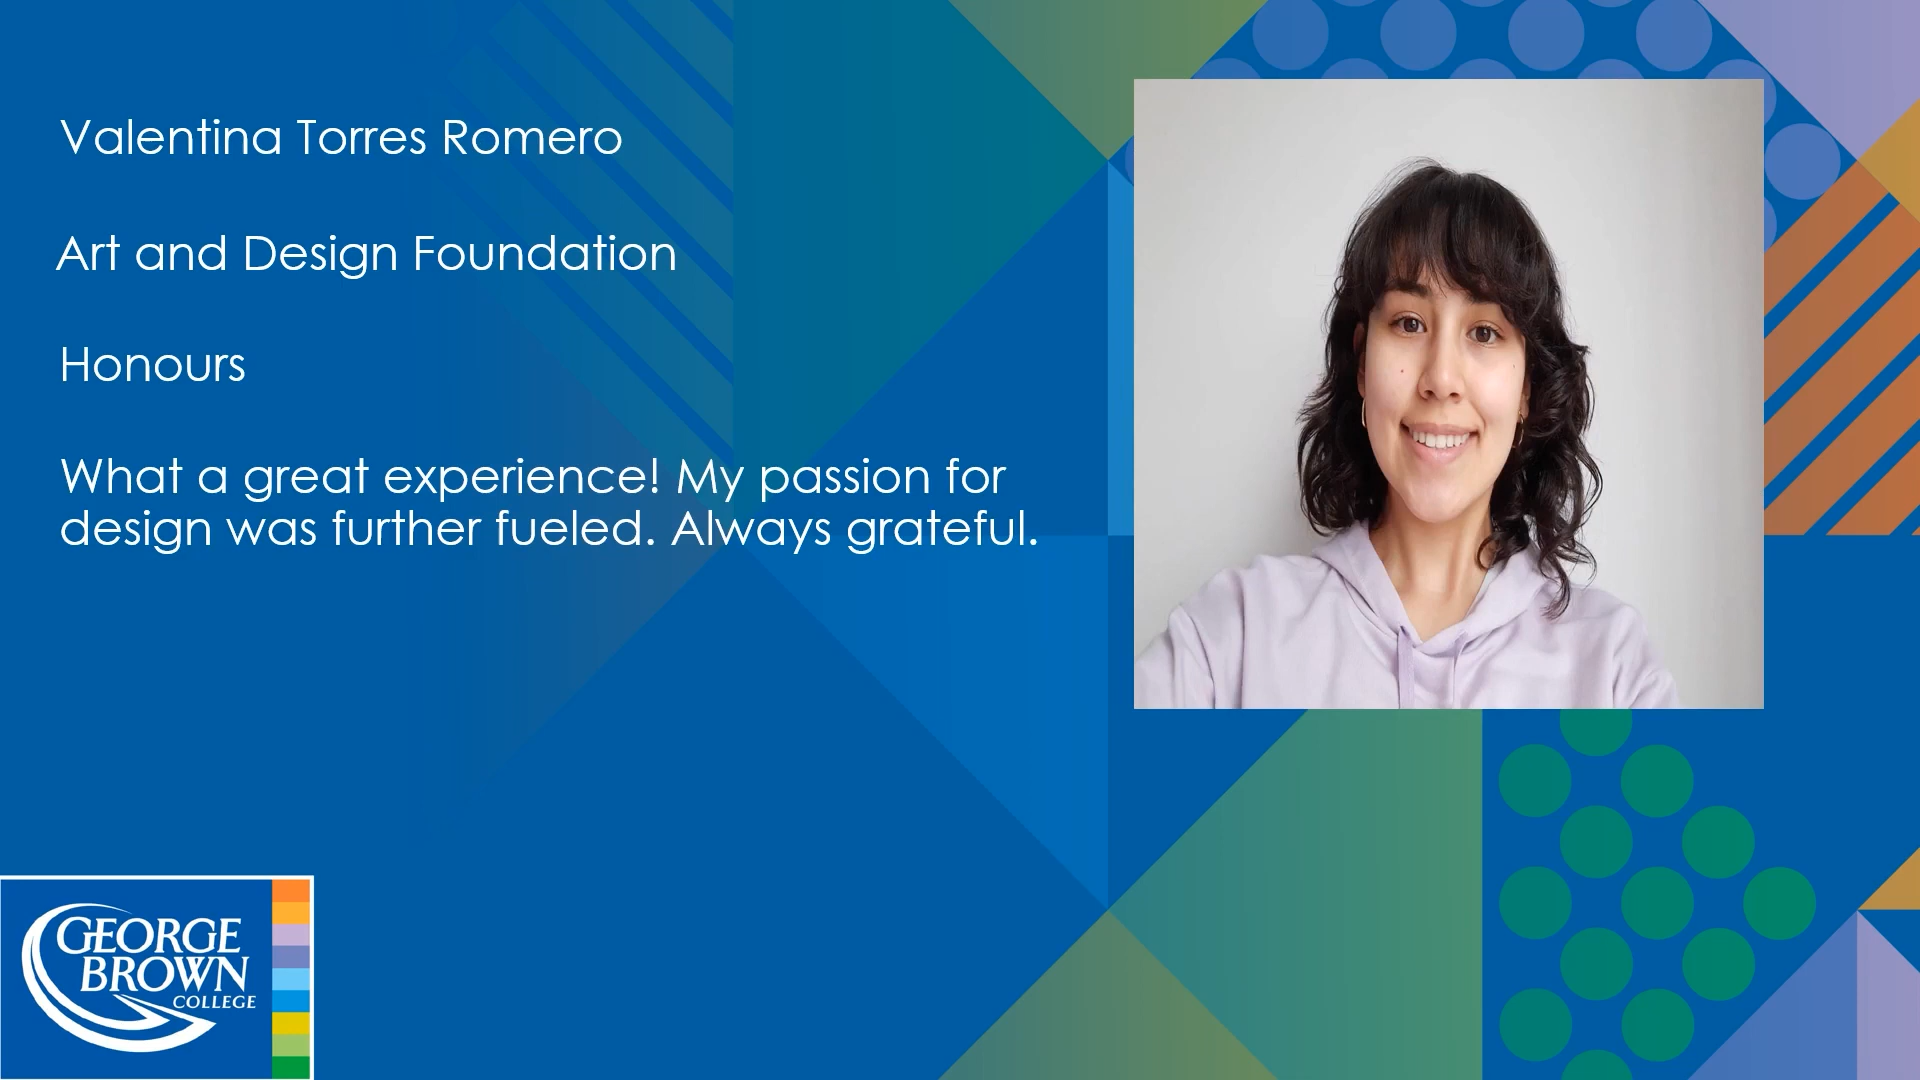 Valentina Torres Romero
Art and Design Foundation
Honours
What a great experience! My passion for
design was further fueled. Always grateful.
GEORGE
BROWN
COLLEGE